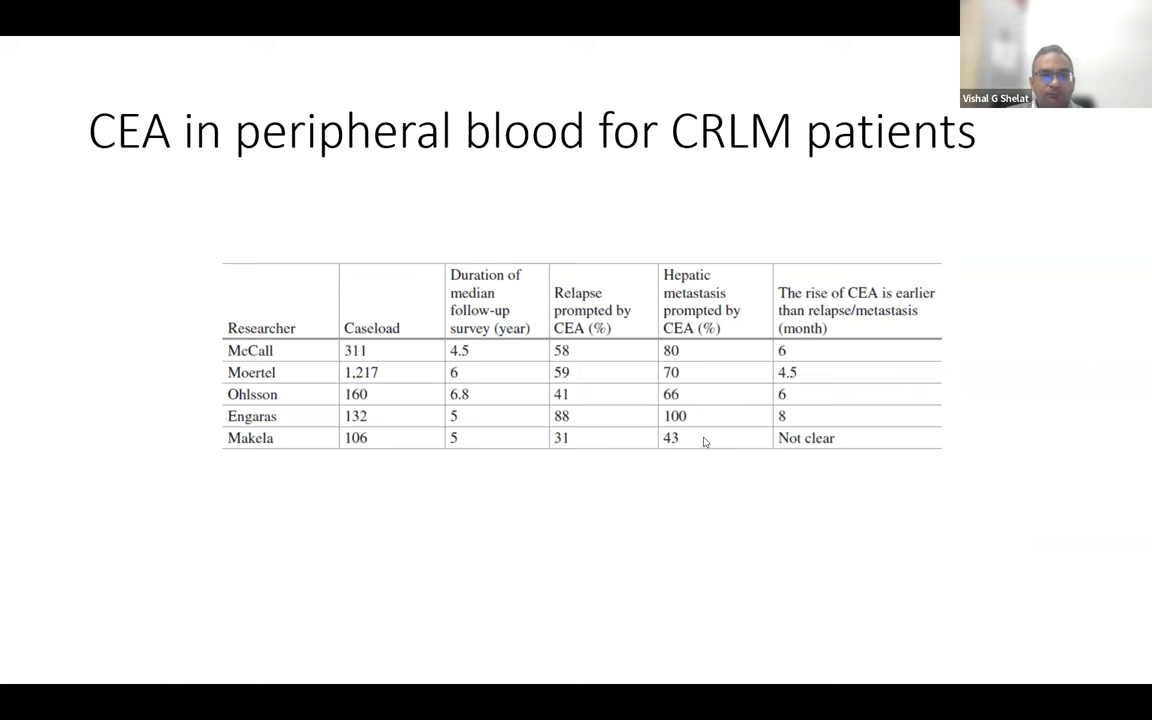 Vishal G Shelat
CEA in peripheral blood for CRLM patients
Researcher
Caseload
Duration of
median
follow-up
survey (year)
Relapse
prompted by
CEA (%)
Hepatic
metastasis
prompted by
CEA (%)
The rise of CEA is earlier
than relapse/metastasis
(month)
McCall 311 4.5 58 80 6
Moertel 1,217 6 59 70 4.5
Ohlsson 160 6.8 41 66 6
Engaras 132 5 88 100 8
Makela 106 5 31 43 Not clear